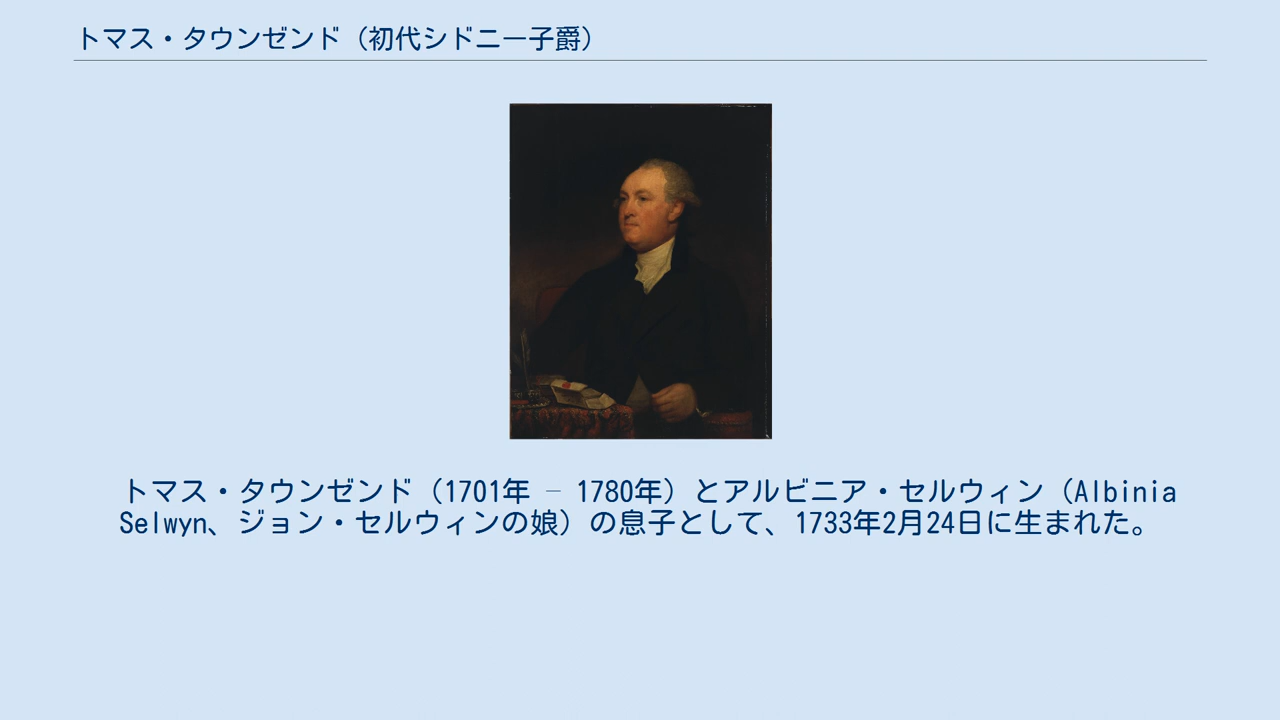 トマス・タウンゼンド（初代シドニー子爵）
トマス・タウンゼンド（1701年 – 1780年）とアルビニア・セルウィン（Albinia
Selwyn、ジョン・セルウィンの娘）の息子として、1733年2月24日に生まれた。